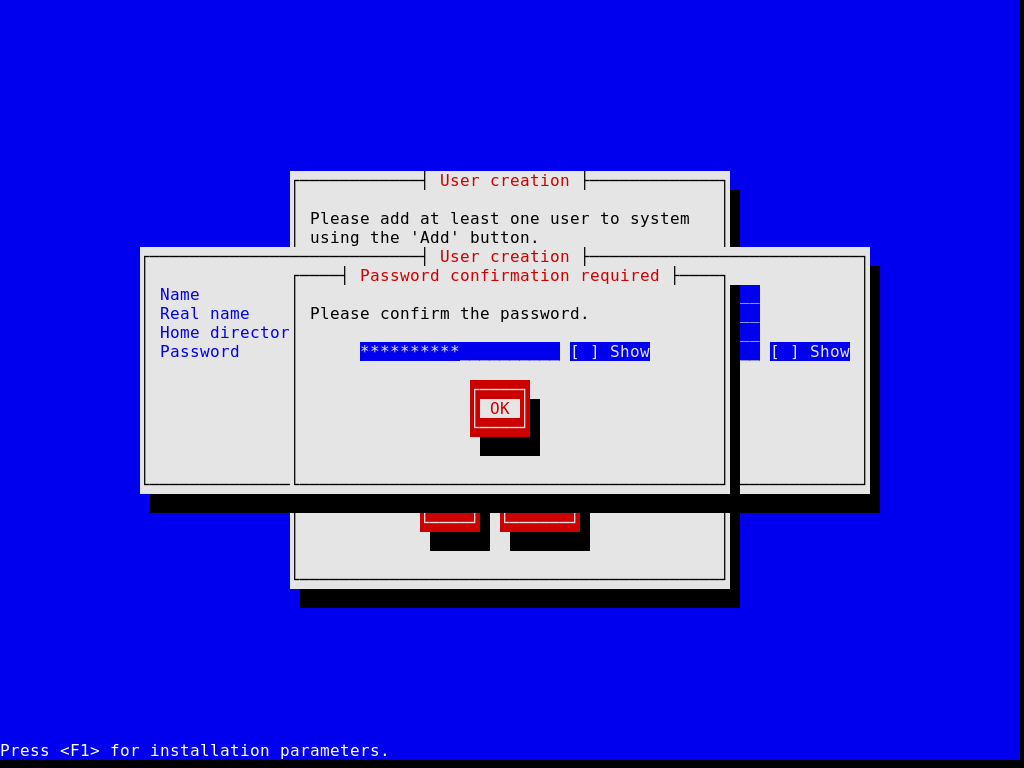 User creation
Please add at least one user to system
using the 'Add' button.
User creation
Password confirmation required
Name
Real name
Please confirm the password.
Home director
Password
********** [ ] Show
[ ] Show
OK
Press <F1> for installation parameters.